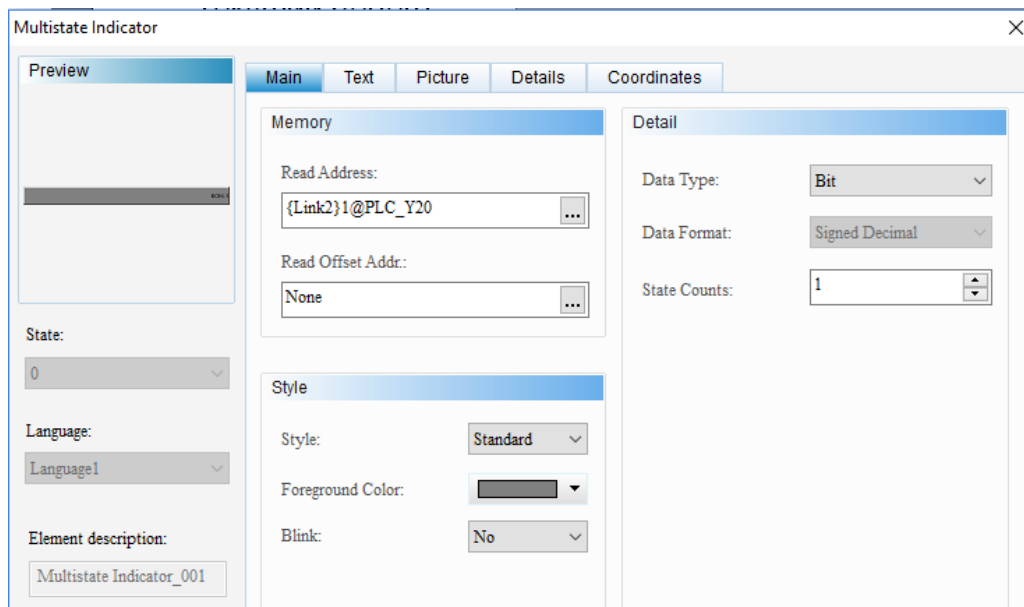 Multistate Indicator
Preview
Main Text Picture Details Coordinates
Memory
Read Address:
{Link2}1@PLC_Y20
...
Read Offset Addr.:
None
...
Detail
Data Type: Bit
Data Format: Signed Decimal
State Counts: 1
State:
0
Language:
Language1
Element description:
Multistate Indicator_001
Style
Style: Standard
Foreground Color:
Blink: No